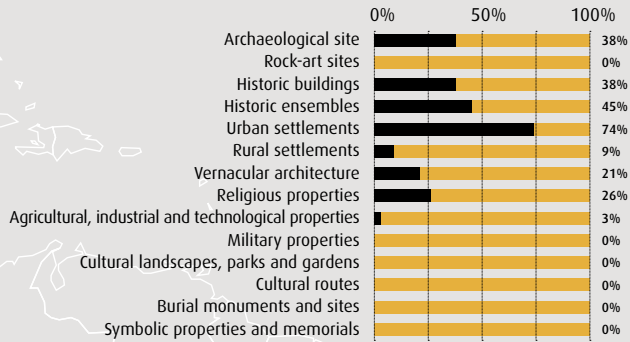 0% 50% 100%
Archaeological site 38%
Rock-art sites 0%
Historic buildings 38%
Historic ensembles 45%
Urban settlements 74%
Rural settlements 9%
Vernacular architecture 21%
Religious properties 26%
Agricultural, industrial and technological properties 3%
Military properties 0%
Cultural landscapes, parks and gardens 0%
Cultural routes 0%
Burial monuments and sites 0%
Symbolic properties and memorials 0%